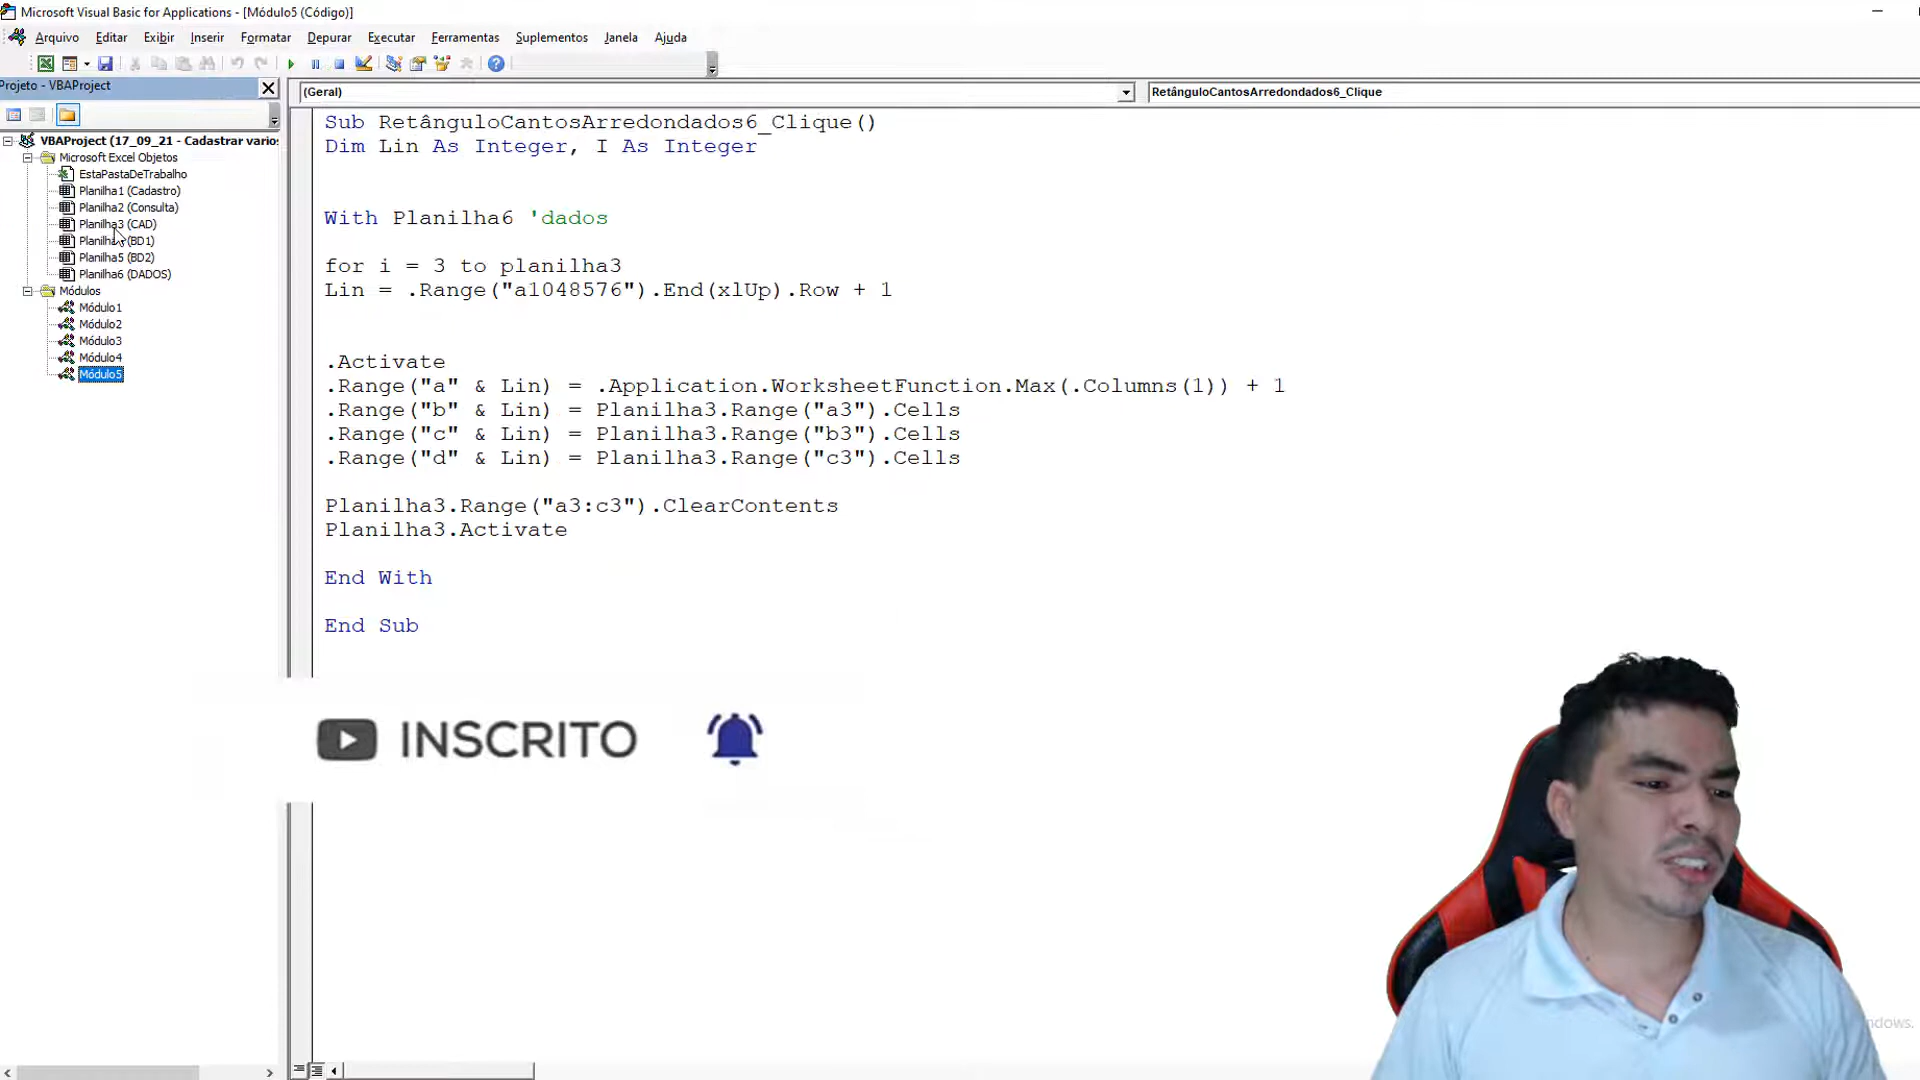 Microsoft Visual Basic for Applications - [Módulo5 (Código)]
Arquivo Editar Exibir Inserir Formatar Depurar Executar Ferramentas Suplementos Janela Ajuda
Projeto - VBAProject
(Geral)
RetânguloCantosArredondados6_Clique
VBAProject (17_09_21 - Cadastrar varios
Microsoft Excel Objetos
EstaPastaDeTrabalho
Planilha1 (Cadastro)
Planilha2 (Consulta)
Planilha3 (CAD)
(BD1)
Planilha5 (BD2)
Planilha6 (DADOS)
Módulos
Módulo1
Módulo2
Módulo3
Módulo4
Módulo5
Sub RetânguloCantosArredondados6_Clique()
Dim Lin As Integer, I As Integer
With Planilha6 'dados
for i = 3 to planilha3
Lin = .Range("a1048576").End(xlUp).Row + 1
.Activate
.Range("a" & Lin) = .Application.WorksheetFunction.Max(.Columns(1)) + 1
.Range("b" & Lin) = Planilha3.Range("a3").Cells
.Range("c" & Lin) = Planilha3.Range("b3").Cells
.Range("d" & Lin) = Planilha3.Range("c3").Cells
Planilha3.Range("a3:c3").ClearContents
Planilha3.Activate
End With
End Sub
INSCRITO